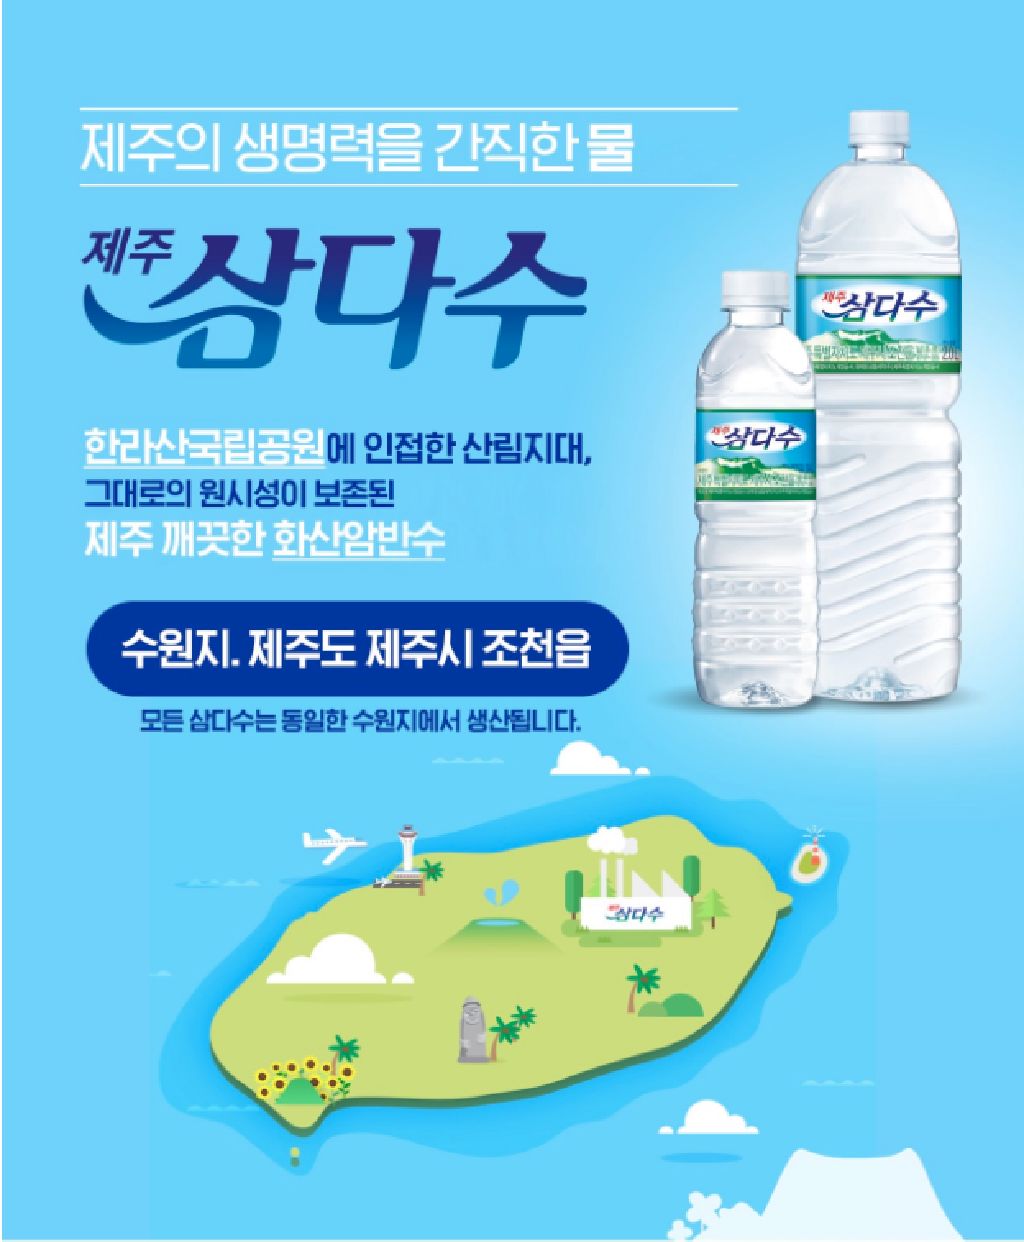 제주의 생명력을 간직한 물
제주 삼다수
한라산국립공원에 인접한 산림지대,
그대로의 원시성이 보존된
제주 깨끗한 화산암반수
수원지. 제주도 제주시 조천읍
모든 삼다수는 동일한 수원지에서 생산됩니다.
제주 삼다수
2.0L
제주 삼다수
삼다수